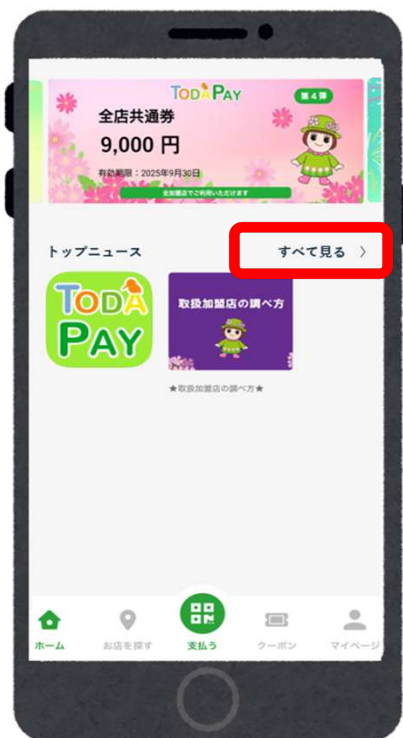 TODAPAY
第4弾
全店共通券
9,000 円
有効期限：2025年9月30日
全加盟店でご利用いただけます
トップニュース
すべて見る 〉
TODA
PAY
取扱加盟店の調べ方
★取扱加盟店の調べ方★
ホーム
お店を探す
支払う
クーポン
マイページ